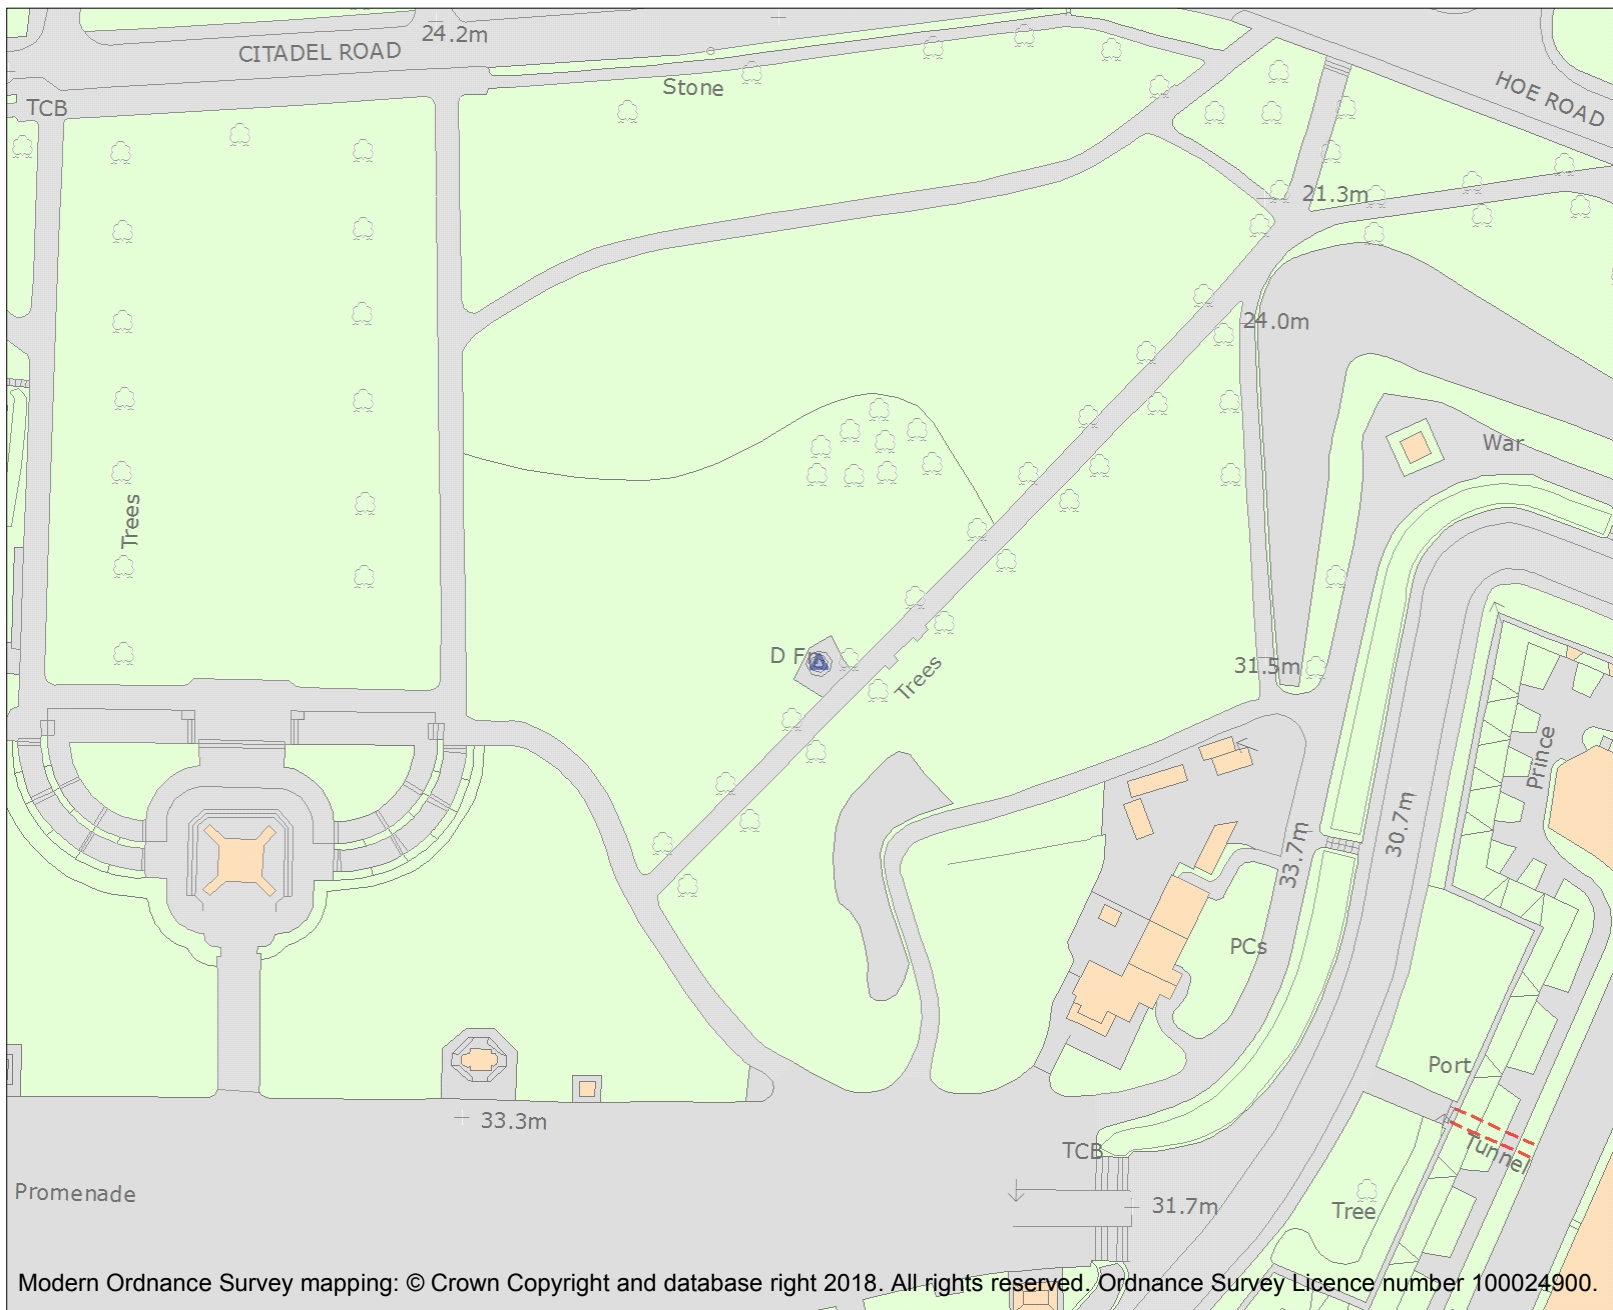 24.2m
CITADEL ROAD
Stone
HOE ROAD
TCB
21.3m
24.0m
War
Trees
D Fn
Trees
31.5m
Prince
30.7m
33.7m
PCs
Port
33.3m
TCB
Tunnel
Promenade
31.7m
Tree
Modern Ordnance Survey mapping: © Crown Copyright and database right 2018. All rights reserved. Ordnance Survey Licence number 100024900.